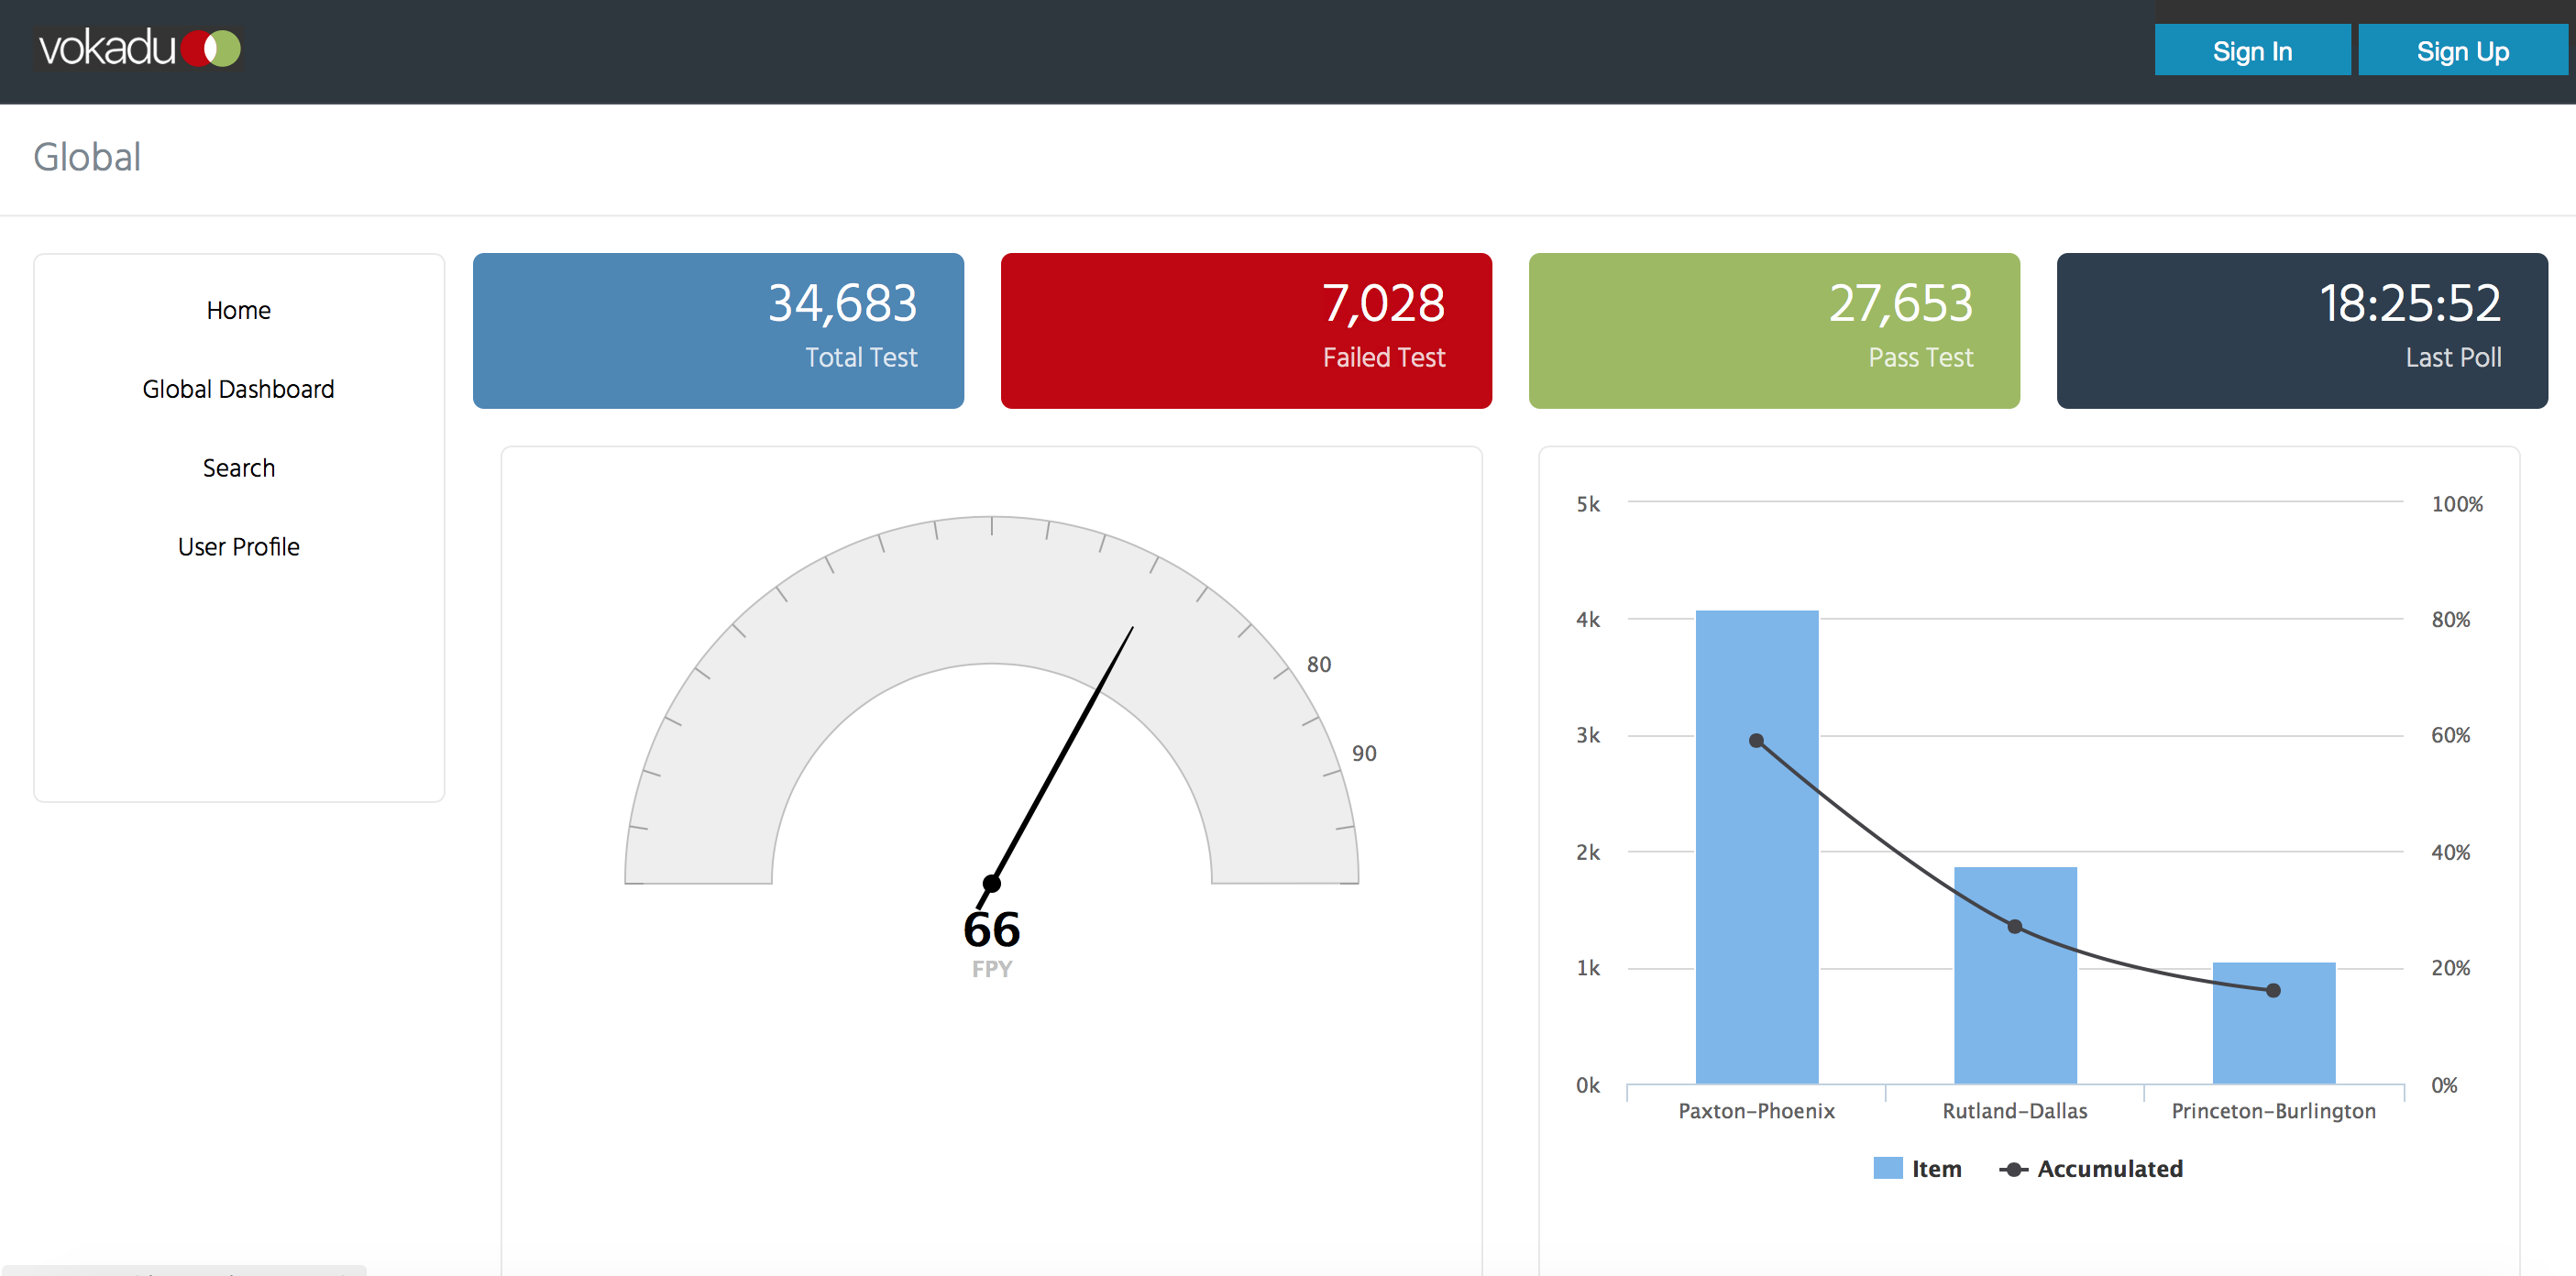 vokadu
Sign In
Sign Up
Global
Home
Global Dashboard
Search
User Profile
34,683
Total Test
7,028
Failed Test
27,653
Pass Test
18:25:52
Last Poll
80
90
66
FPY
5k
4k
3k
2k
1k
0k
100%
80%
60%
40%
20%
0%
Paxton-Phoenix
Rutland-Dallas
Princeton-Burlington
Item
Accumulated